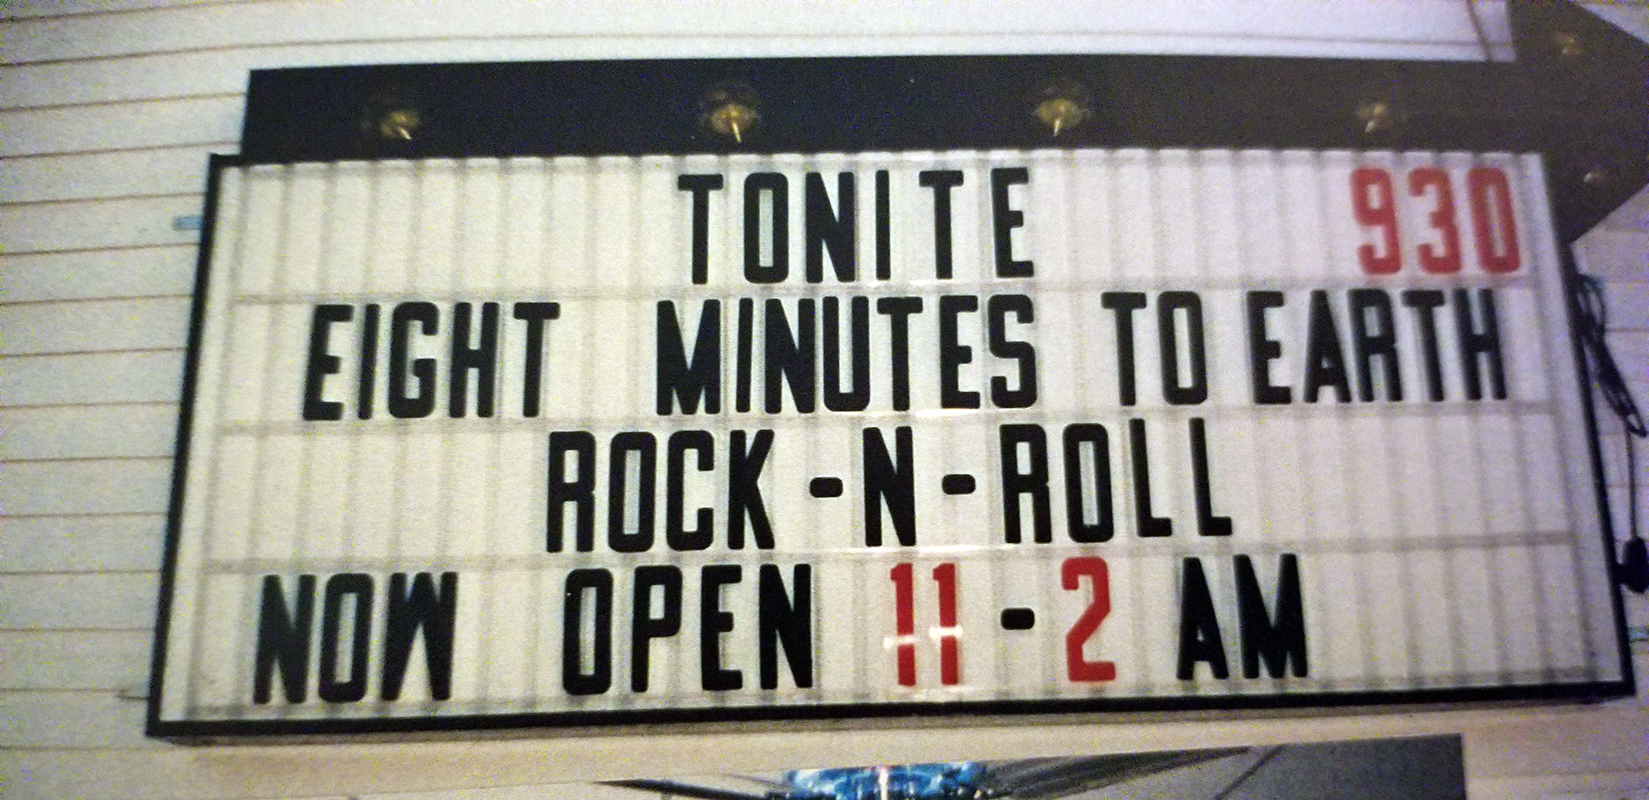 TONITE 930
EIGHT MINUTES TO EARTH
ROCK-N-ROLL
NOW OPEN 11-2 AM